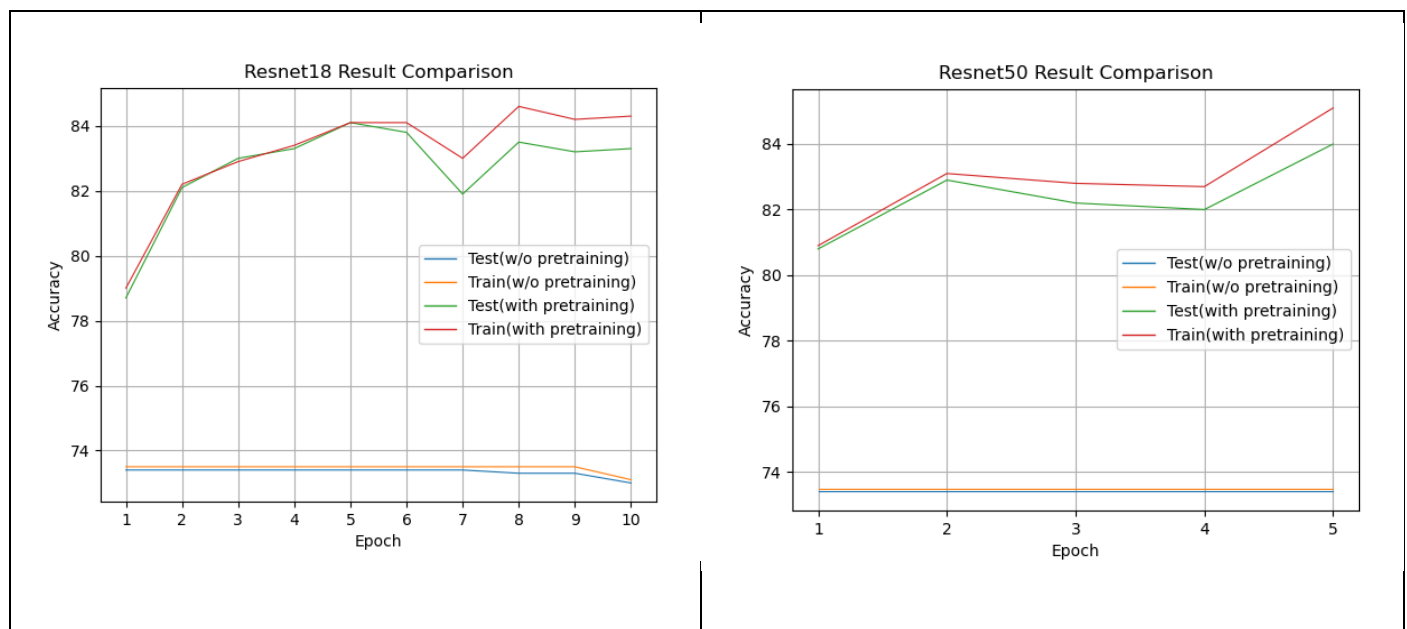 Resnet18 Result Comparison
84
82
80
78
76
74
Accuracy
Test(w/o pretraining)
Train(w/o pretraining)
Test(with pretraining)
Train(with pretraining)
1 2 3 4 5 6 7 8 9 10
Epoch
Resnet50 Result Comparison
84
82
80
78
76
74
Accuracy
Test(w/o pretraining)
Train(w/o pretraining)
Test(with pretraining)
Train(with pretraining)
1 2 3 4 5
Epoch